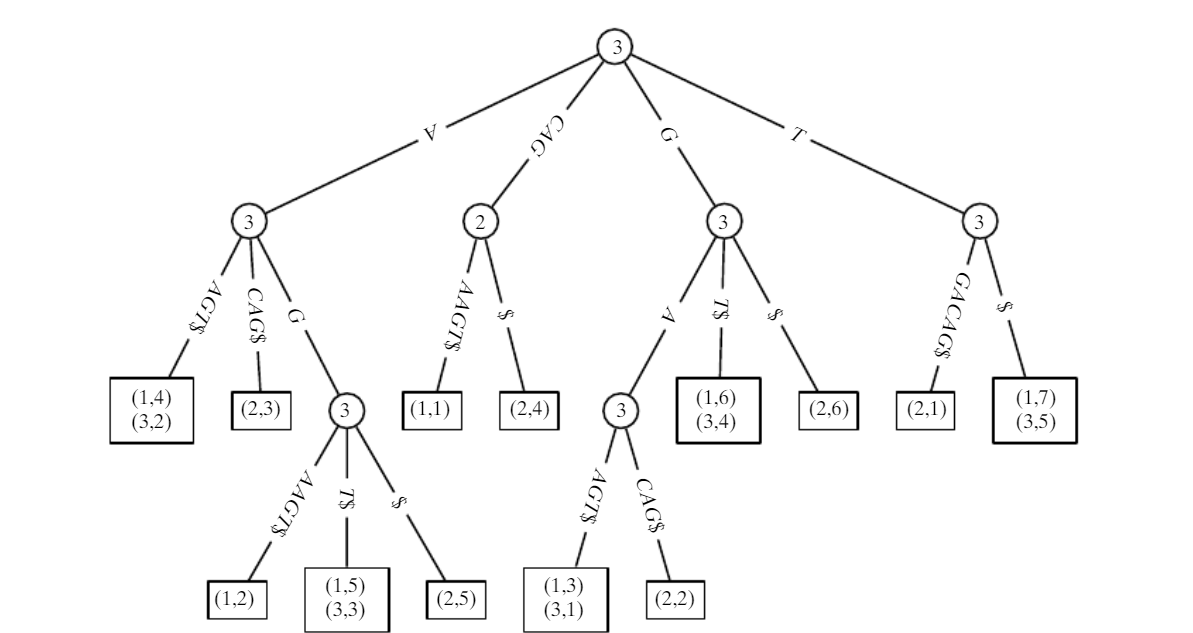 3
A
CAG
G
T
3
2
3
3
AGT$
CAG$
G
AAGT$
$
A
T$
$
GACAG$
$
(1,4)
(3,2)
(2,3)
3
(1,1)
(2,4)
3
(1,6)
(3,4)
(2,6)
(2,1)
(1,7)
(3,5)
AAGT$
T$
$
AGT$
CAG$
(1,2)
(1,5)
(3,3)
(2,5)
(1,3)
(3,1)
(2,2)